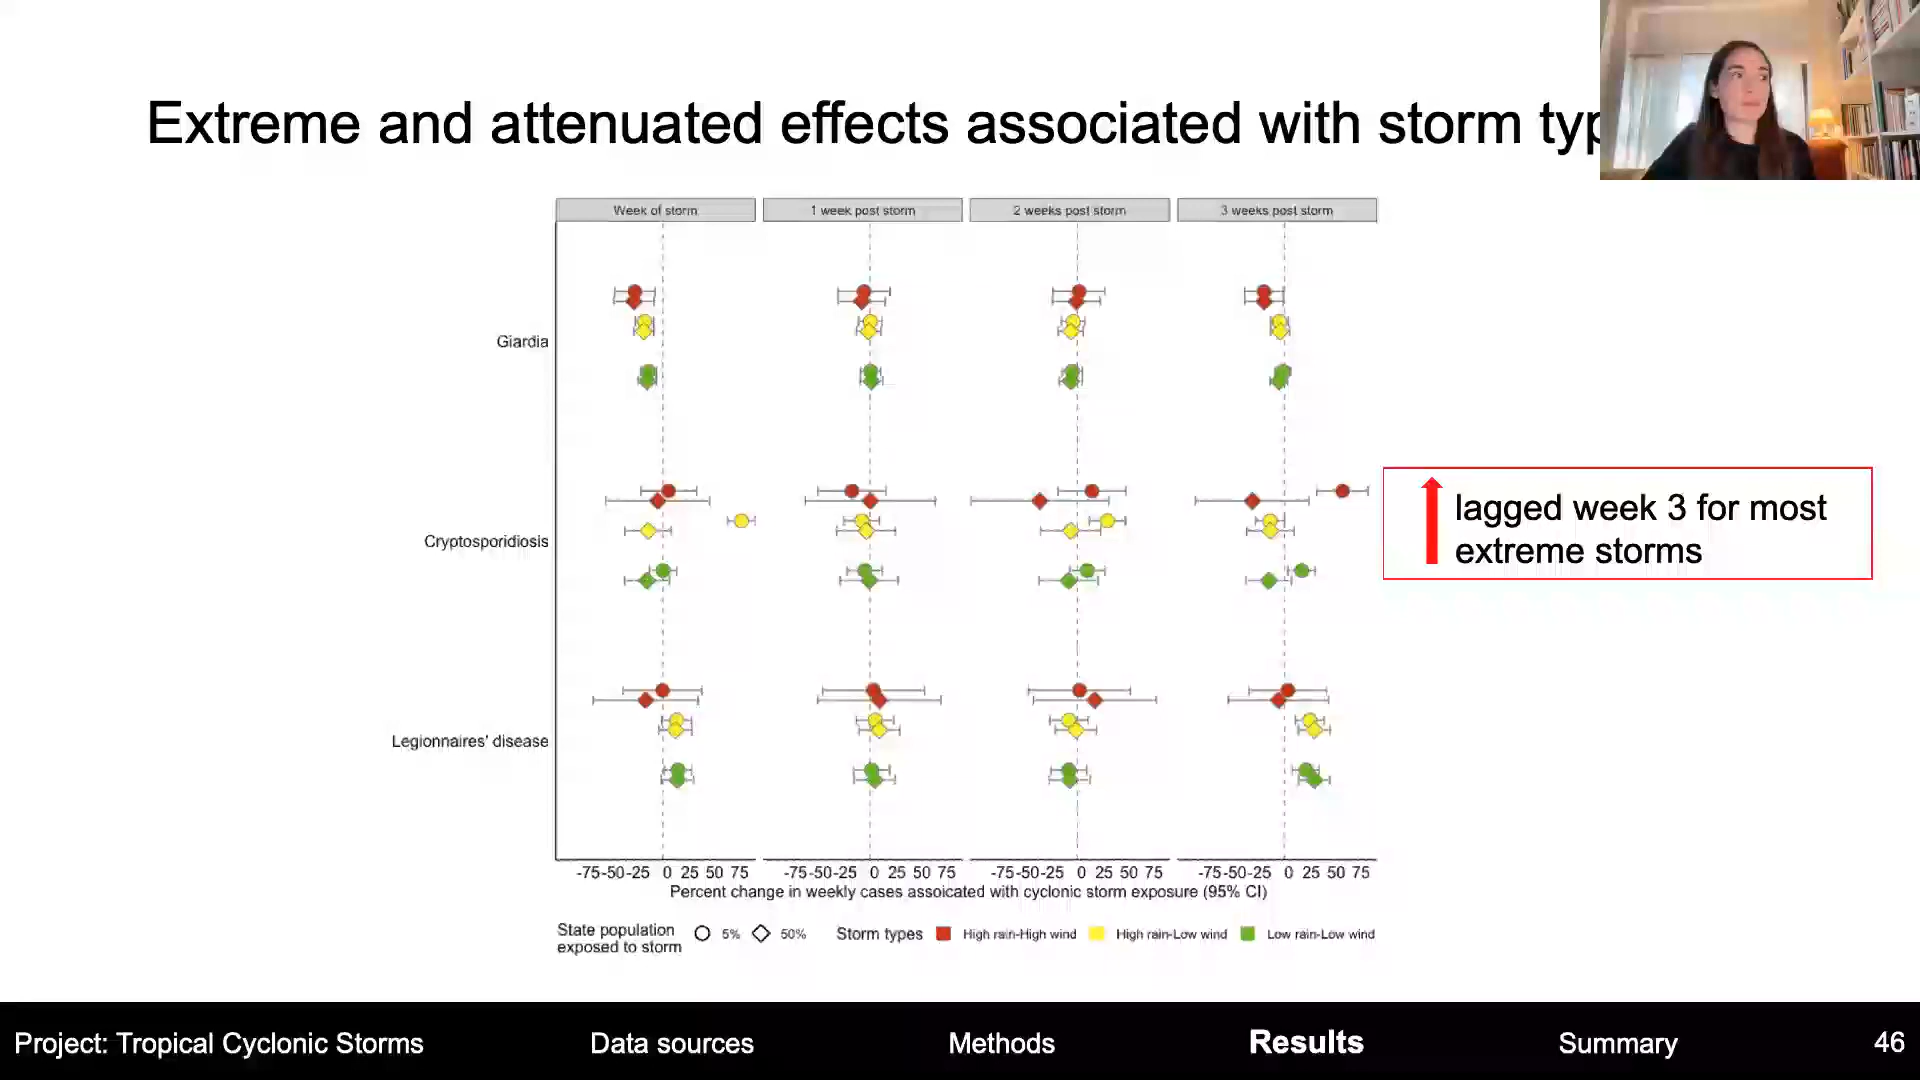 Extreme and attenuated effects associated with storm typ
Week of storm
1 week post storm
2 weeks post storm
3 weeks post storm
Giardia
Cryptosporidiosis
Legionnaires' disease
lagged week 3 for most
extreme storms
-75-50-25 0 25 50 75
-75-50-25 0 25 50 75
-75-50-25 0 25 50 75
-75-50-25 0 25 50 75
Percent change in weekly cases assoicated with cyclonic storm exposure (95% CI)
State population
exposed to storm
5%
50%
Storm types
High rain-High wind
High rain-Low wind
Low rain-Low wind
Project: Tropical Cyclonic Storms
Data sources
Methods
Results
Summary
46